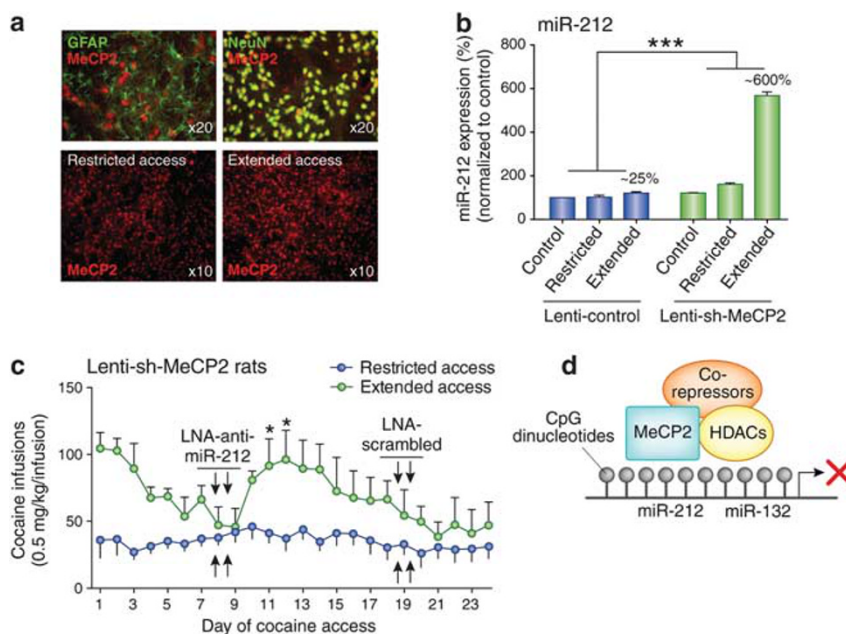 a
GFAP
MeCP2
x20
NeuN
MeCP2
x20
Restricted access
MeCP2
x10
Extended access
MeCP2
x10
b
miR-212
miR-212 expression (%)
(normalized to control)
800
600
400
200
0
***
~25%
~600%
Control
Restricted
Extended
Control
Restricted
Extended
Lenti-control
Lenti-sh-MeCP2
c
Lenti-sh-MeCP2 rats
Restricted access
Extended access
Cocaine infusions
(0.5 mg/kg/infusion)
150
100
50
0
LNA-anti-
miR-212
* *
LNA-
scrambled
1 3 5 7 9 11 13 15 17 19 21 23
Day of cocaine access
d
Co-
repressors
CpG
dinucleotides
MeCP2
HDACs
miR-212
miR-132